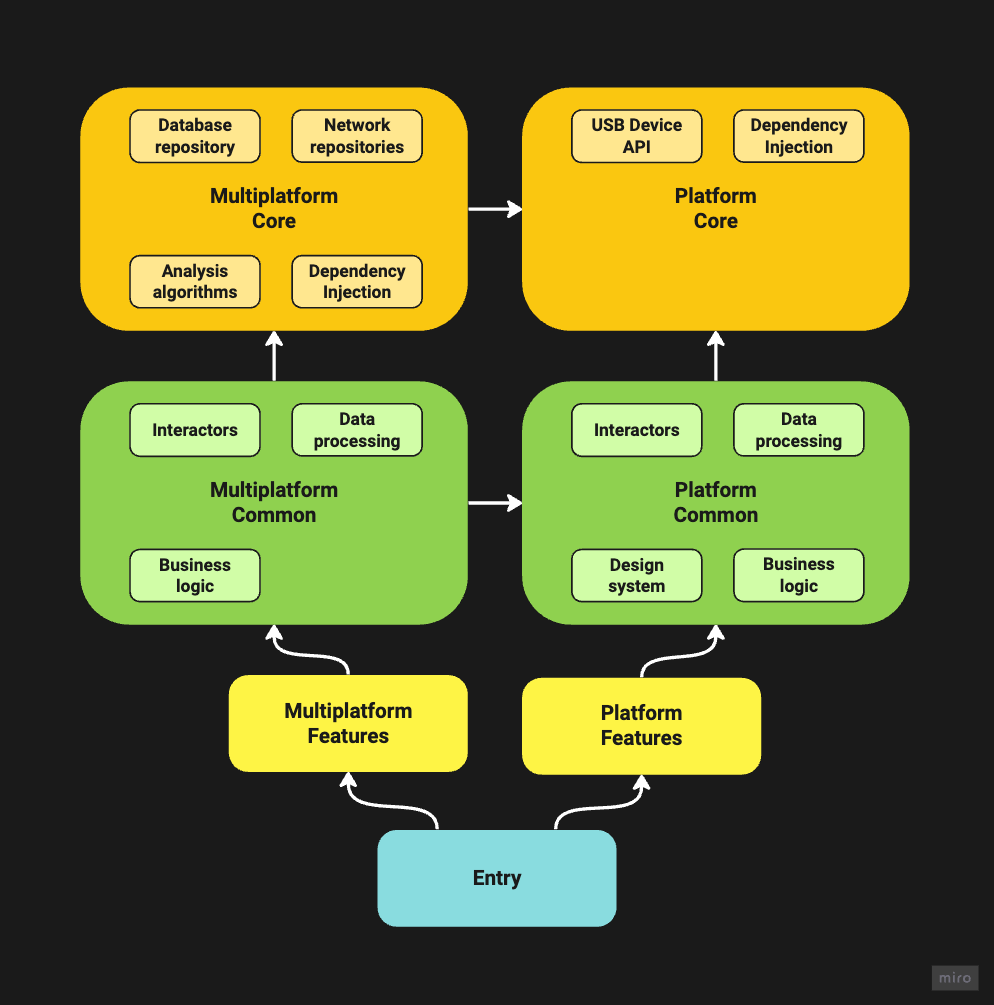 Database
repository
Network
repositories
Multiplatform
Core
Analysis
algorithms
Dependency
Injection
USB Device
API
Dependency
Injection
Platform
Core
Interactors
Data
processing
Multiplatform
Common
Business
logic
Interactors
Data
processing
Platform
Common
Design
system
Business
logic
Multiplatform
Features
Platform
Features
Entry
miro